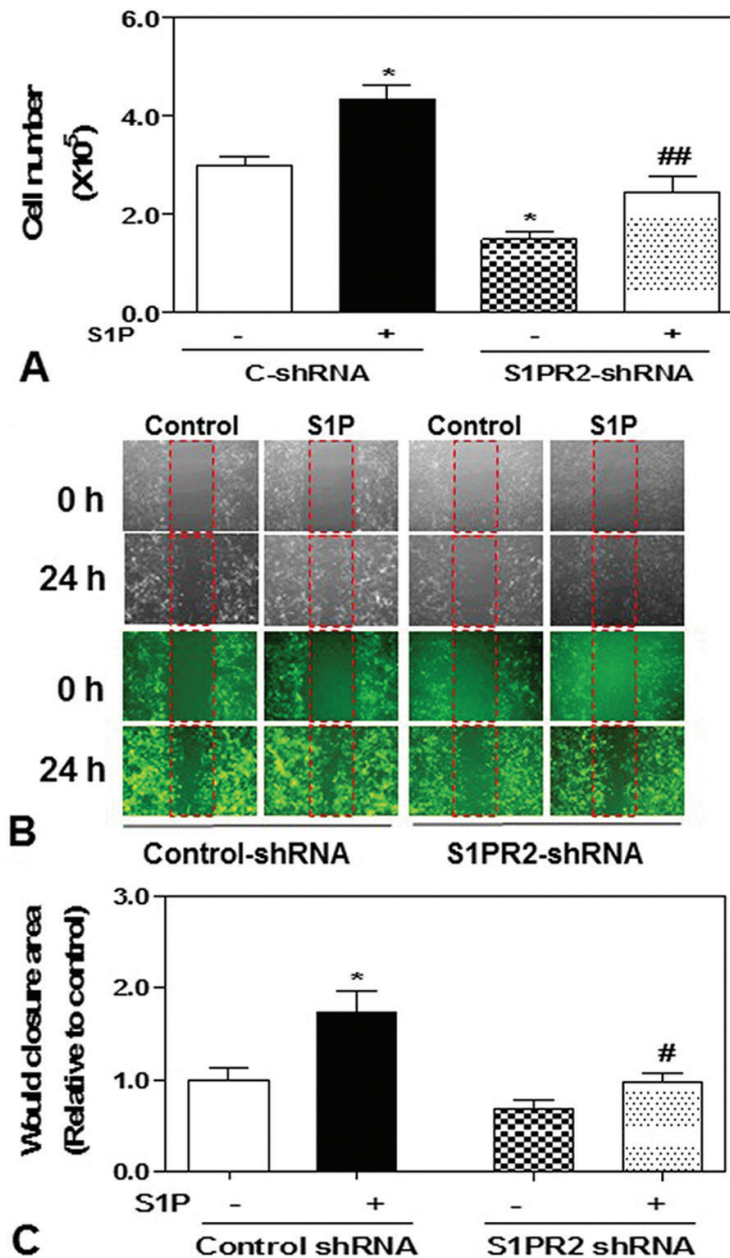 6.0
4.0
2.0
0.0
Cell number
(X10⁵)
*
*
##
S1P - + - +
C-shRNA S1PR2-shRNA
A
Control S1P Control S1P
0 h
24 h
0 h
24 h
B
Control-shRNA S1PR2-shRNA
3.0
2.0
1.0
0.0
Would closure area
(Relative to control)
*
#
S1P - + - +
Control shRNA S1PR2 shRNA
C